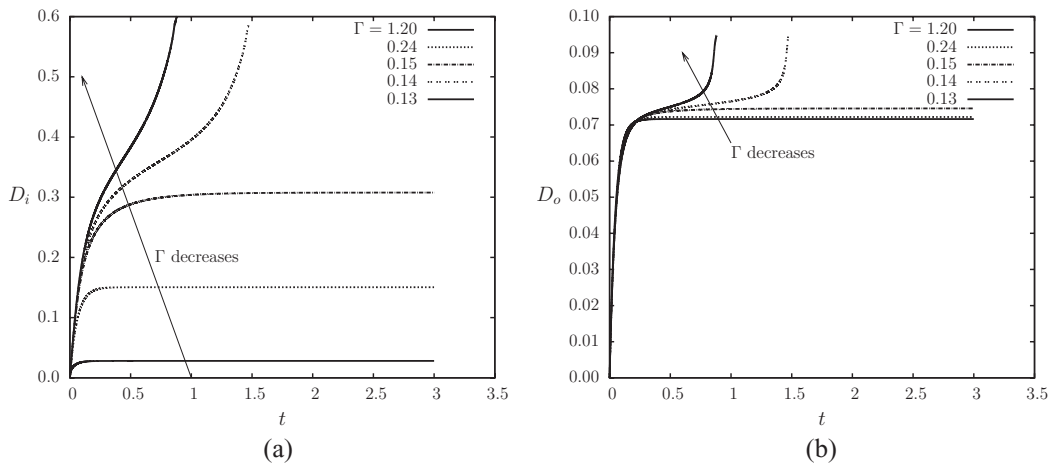 0.6
0.5
0.4
0.3
0.2
0.1
0.0
D_i
0 0.5 1 1.5 2 2.5 3 3.5
t
Γ = 1.20
0.24
0.15
0.14
0.13
Γ decreases
(a)
0.10
0.09
0.08
0.07
0.06
0.05
0.04
0.03
0.02
0.01
0.00
D_o
0 0.5 1 1.5 2 2.5 3 3.5
t
Γ = 1.20
0.24
0.15
0.14
0.13
Γ decreases
(b)